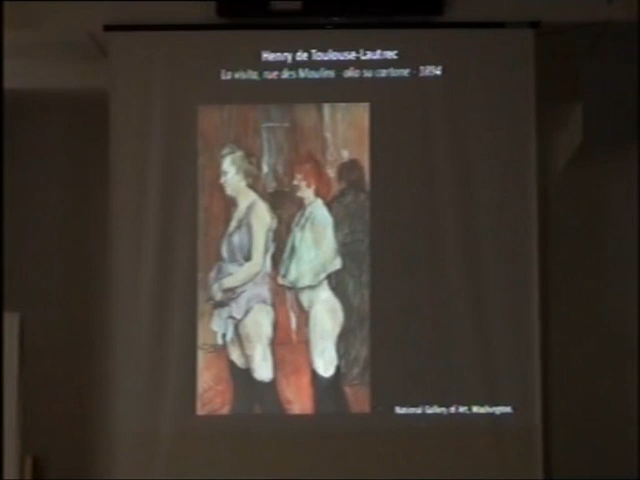 Henry de Toulouse-Lautrec
La visita, rue des Moulins - olio su cartone - 1894
National Gallery of Art, Washington.